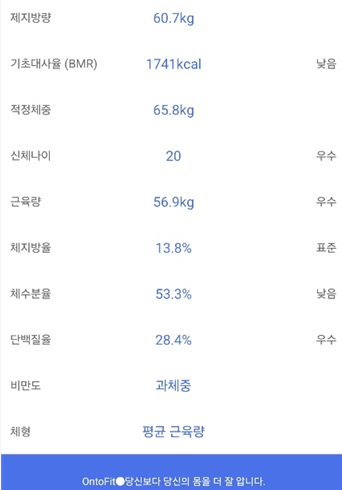 제지방량 60.7kg
기초대사율 (BMR) 1741kcal 낮음
적정체중 65.8kg
신체나이 20 우수
근육량 56.9kg 우수
체지방율 13.8% 표준
체수분율 53.3% 낮음
단백질율 28.4% 우수
비만도 과체중
체형 평균 근육량
OntoFit●당신보다 당신의 몸을 더 잘 압니다.